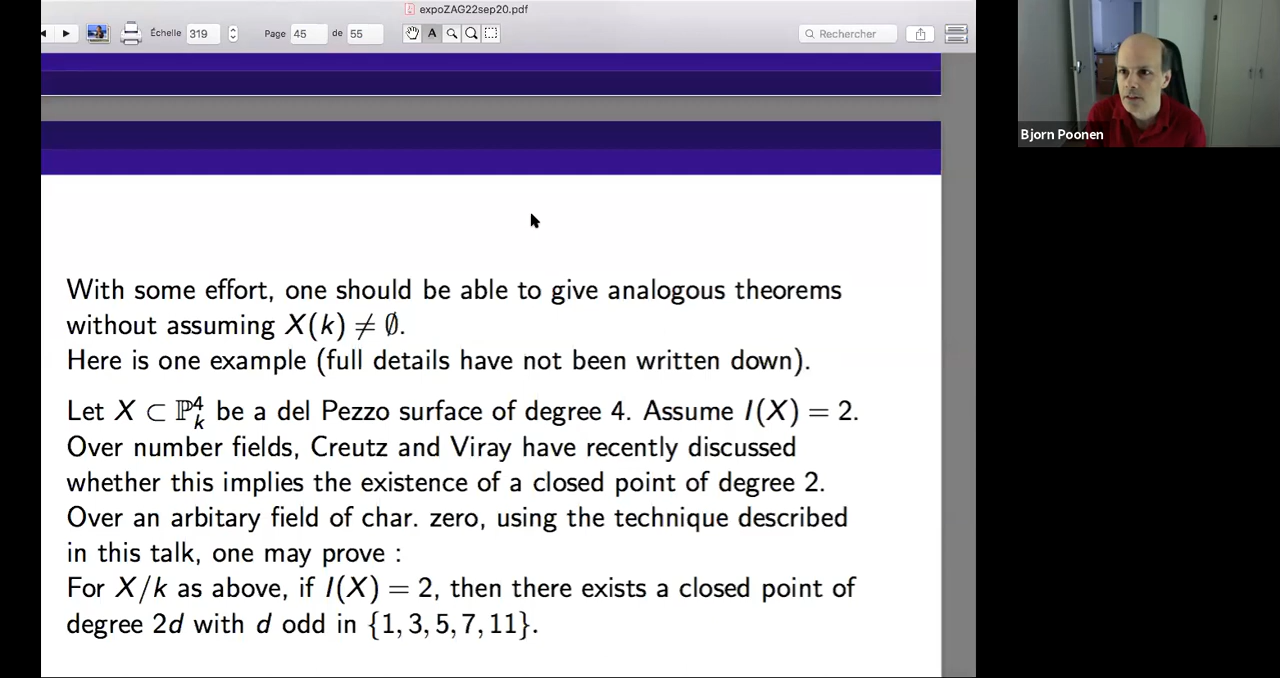 expoZAG22sep20.pdf
Échelle 319 Page 45 de 55 A Rechercher
Bjorn Poonen
With some effort, one should be able to give analogous theorems
without assuming X(k) ≠ ∅.
Here is one example (full details have not been written down).
Let X ⊂ ℙ⁴ₖ be a del Pezzo surface of degree 4. Assume I(X) = 2.
Over number fields, Creutz and Viray have recently discussed
whether this implies the existence of a closed point of degree 2.
Over an arbitary field of char. zero, using the technique described
in this talk, one may prove :
For X/k as above, if I(X) = 2, then there exists a closed point of
degree 2d with d odd in {1, 3, 5, 7, 11}.